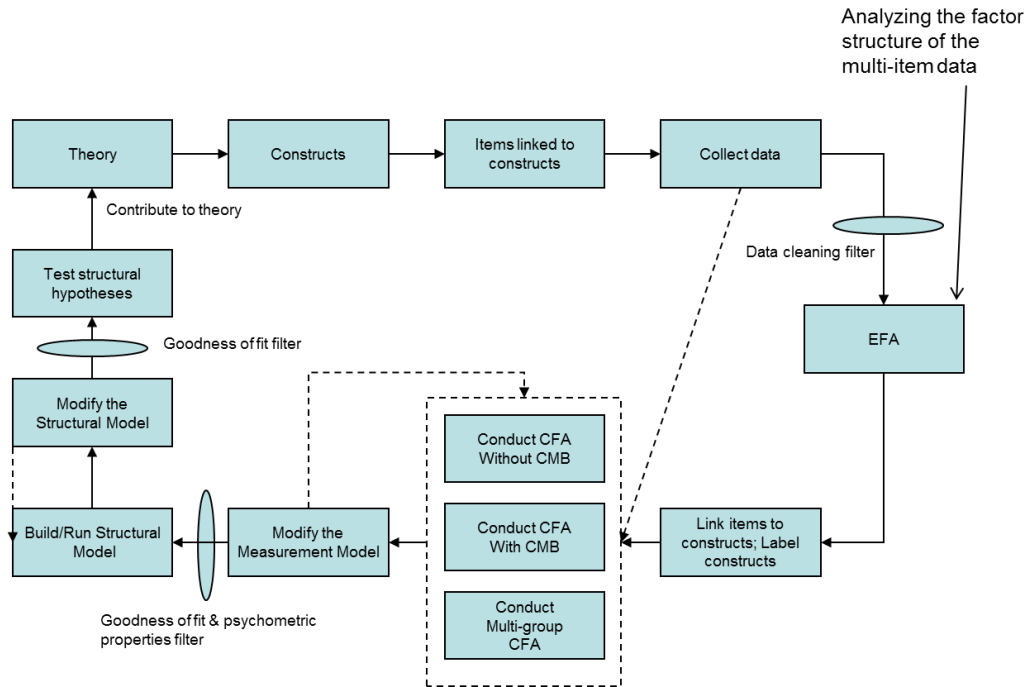 Analyzing the factor
structure of the
multi-item data
Theory
Constructs
Items linked to
constructs
Collect data
Contribute to theory
Data cleaning filter
Test structural
hypotheses
EFA
Goodness of fit filter
Modify the
Structural Model
Conduct CFA
Without CMB
Build/Run Structural
Model
Modify the
Measurement Model
Conduct CFA
With CMB
Link items to
constructs; Label
constructs
Goodness of fit & psychometric
properties filter
Conduct
Multi-group
CFA